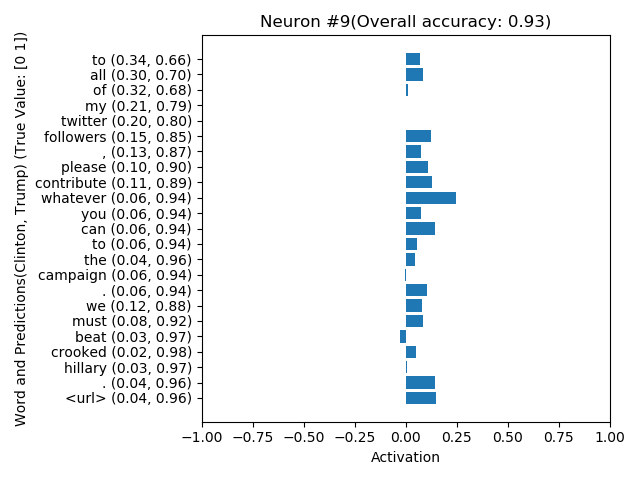 Neuron #9(Overall accuracy: 0.93)
Word and Predictions(Clinton, Trump) (True Value: [0 1])
to (0.34, 0.66)
all (0.30, 0.70)
of (0.32, 0.68)
my (0.21, 0.79)
twitter (0.20, 0.80)
followers (0.15, 0.85)
, (0.13, 0.87)
please (0.10, 0.90)
contribute (0.11, 0.89)
whatever (0.06, 0.94)
you (0.06, 0.94)
can (0.06, 0.94)
to (0.06, 0.94)
the (0.04, 0.96)
campaign (0.06, 0.94)
. (0.06, 0.94)
we (0.12, 0.88)
must (0.08, 0.92)
beat (0.03, 0.97)
crooked (0.02, 0.98)
hillary (0.03, 0.97)
. (0.04, 0.96)
<url> (0.04, 0.96)
−1.00 −0.75 −0.50 −0.25 0.00 0.25 0.50 0.75 1.00
Activation